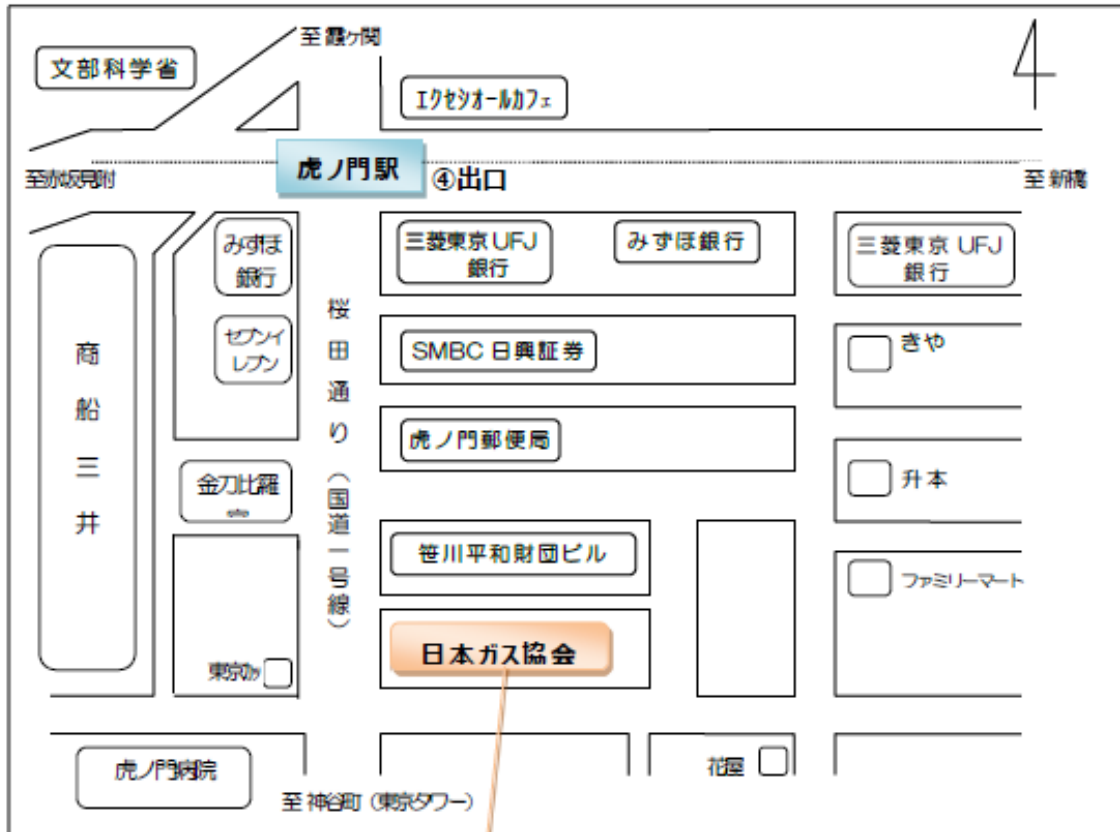 至 霞ヶ関
文部科学省
エクセシオールカフェ
虎ノ門駅
④出口
至赤坂見附
至 新橋
みずほ
銀行
三菱東京 UFJ
銀行
みずほ銀行
三菱東京 UFJ
銀行
セブンイ
レブン
桜田通り（国道一号線）
SMBC 日興証券
きや
商船三井
虎ノ門郵便局
金刀比羅
升本
笹川平和財団ビル
ファミリーマート
日本ガス協会
虎ノ門病院
花屋
至 神谷町（東京タワー）